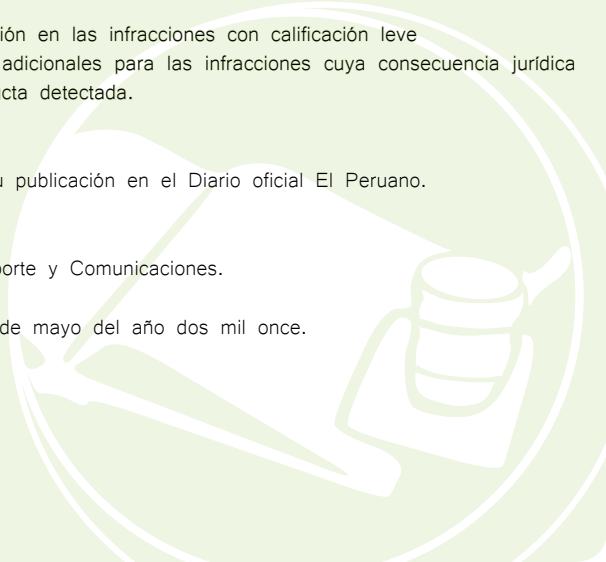 ión en las infracciones con calificación leve
adicionales para las infracciones cuya consecuencia jurídica
cta detectada.
publicación en el Diario oficial El Peruano.
orte y Comunicaciones.
de mayo del año dos mil once.